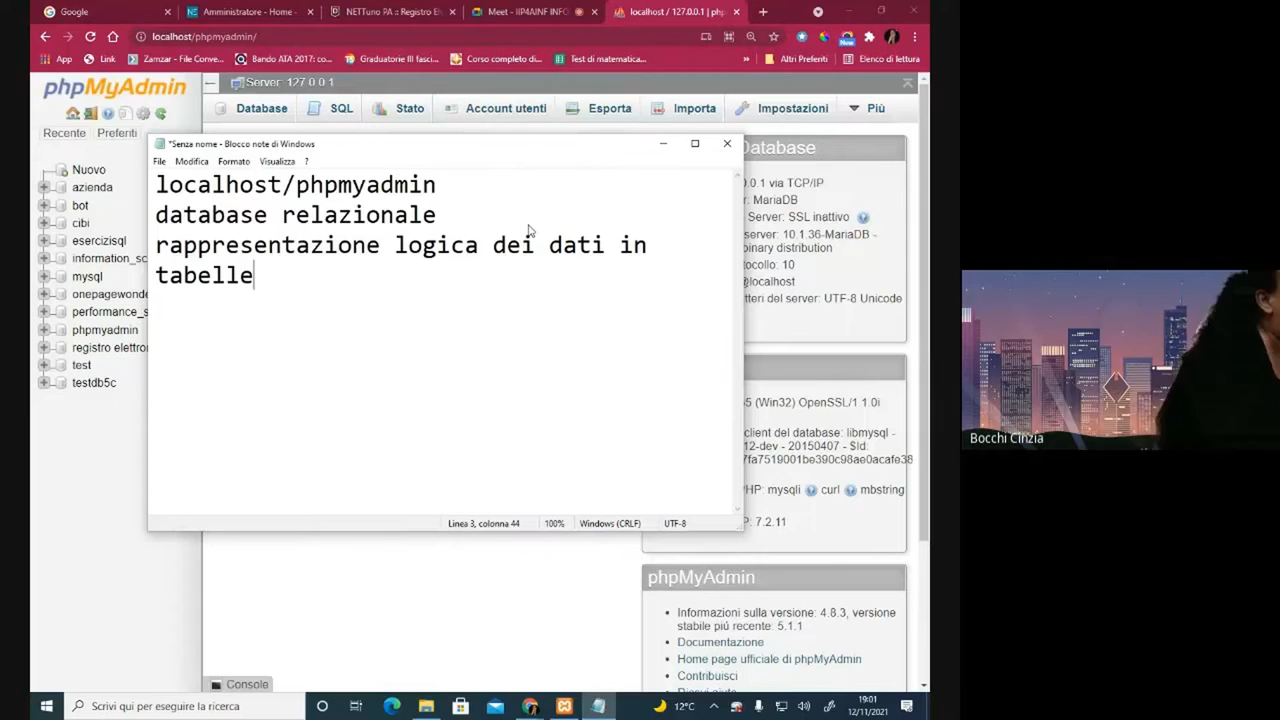 Google
Amministratore - Home -
NETTuno PA :: Registro El
Meet - IIP4AINF INFO
localhost / 127.0.0.1 | php
localhost/phpmyadmin/
App
Link
Zamzar - File Conve...
Bando ATA 2017: co...
Graduatorie III fasci...
Corso completo di...
Test di matematica...
»
Altri Preferiti
Elenco di lettura
New
phpMyAdmin
Recente
Preferiti
Nuovo
azienda
bot
cibi
esercizisql
information_sc
mysql
onepagewonde
performance_s
phpmyadmin
registro elettro
test
testdb5c
Server: 127.0.0.1
Database
SQL
Stato
Account utenti
Esporta
Importa
Impostazioni
Più
*Senza nome - Blocco note di Windows
File
Modifica
Formato
Visualizza
?
localhost/phpmyadmin
database relazionale
rappresentazione logica dei dati in
tabelle
Linea 3, colonna 44
100%
Windows (CRLF)
UTF-8
Database
.0.1 via TCP/IP
MariaDB
Server: SSL inattivo
server: 10.1.36-MariaDB -
binary distribution
tocollo: 10
@localhost
tteri del server: UTF-8 Unicode
5 (Win32) OpenSSL/1.1.0i
client del database: libmysql -
12-dev - 20150407 - $Id:
7fa7519001be390c98ae0acafe38
HP: mysqli
curl
mbstring
7.2.11
phpMyAdmin
Informazioni sulla versione: 4.8.3, versione
stabile più recente: 5.1.1
Documentazione
Home page ufficiale di phpMyAdmin
Contribuisci
Console
Bocchi Cinzia
Scrivi qui per eseguire la ricerca
12°C
19:01
12/11/2021